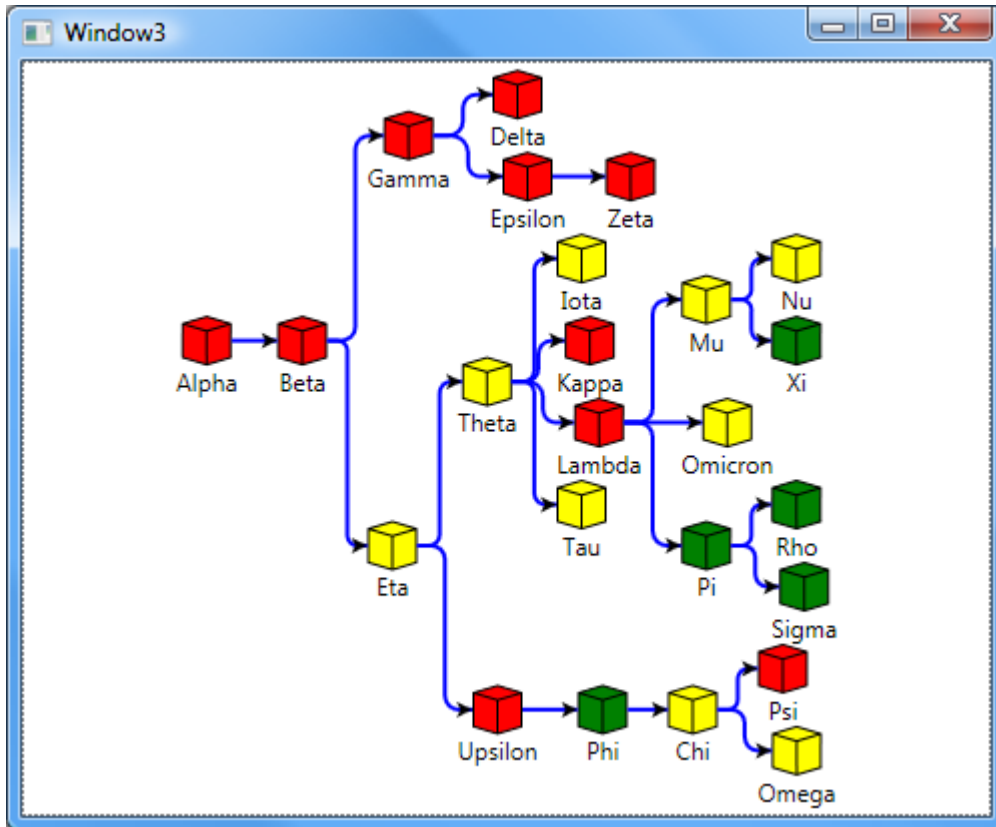 Window3
Delta
Gamma
Epsilon
Zeta
Iota
Nu
Mu
Alpha
Beta
Kappa
Xi
Theta
Lambda
Omicron
Tau
Rho
Eta
Pi
Sigma
Psi
Upsilon
Phi
Chi
Omega